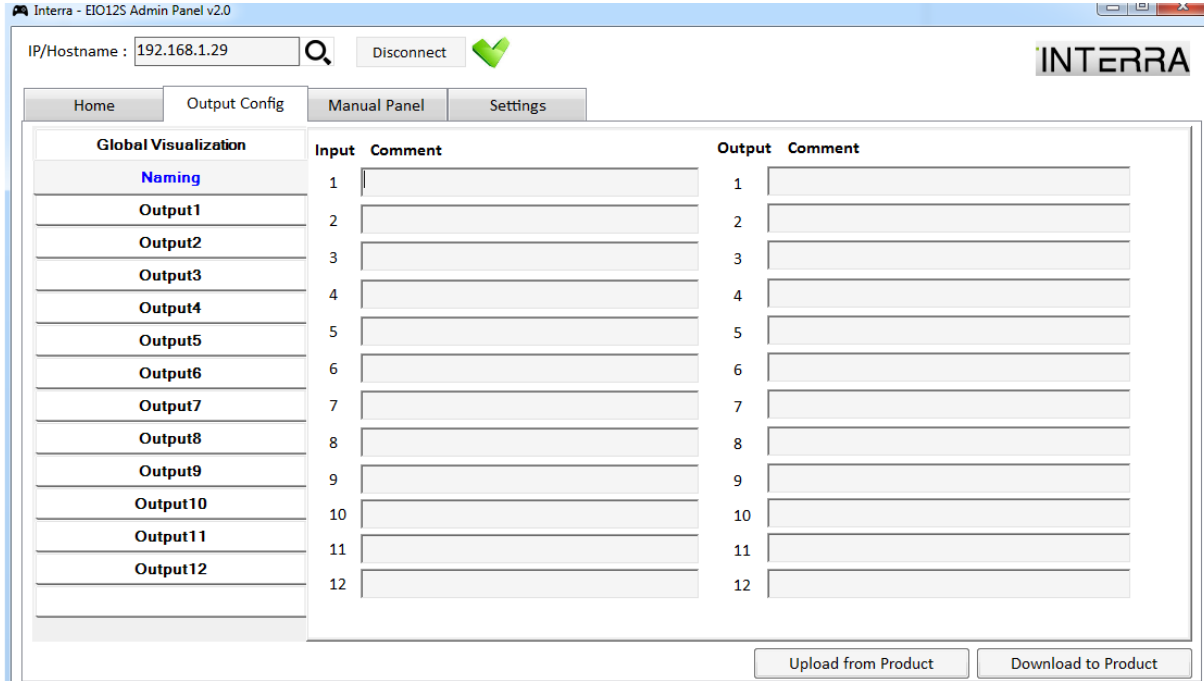 Interra - EIO12S Admin Panel v2.0
IP/Hostname : 192.168.1.29 Disconnect
INTERRA
Home Output Config Manual Panel Settings
Global Visualization
Naming
Output1
Output2
Output3
Output4
Output5
Output6
Output7
Output8
Output9
Output10
Output11
Output12
Input Comment
1
2
3
4
5
6
7
8
9
10
11
12
Output Comment
1
2
3
4
5
6
7
8
9
10
11
12
Upload from Product Download to Product